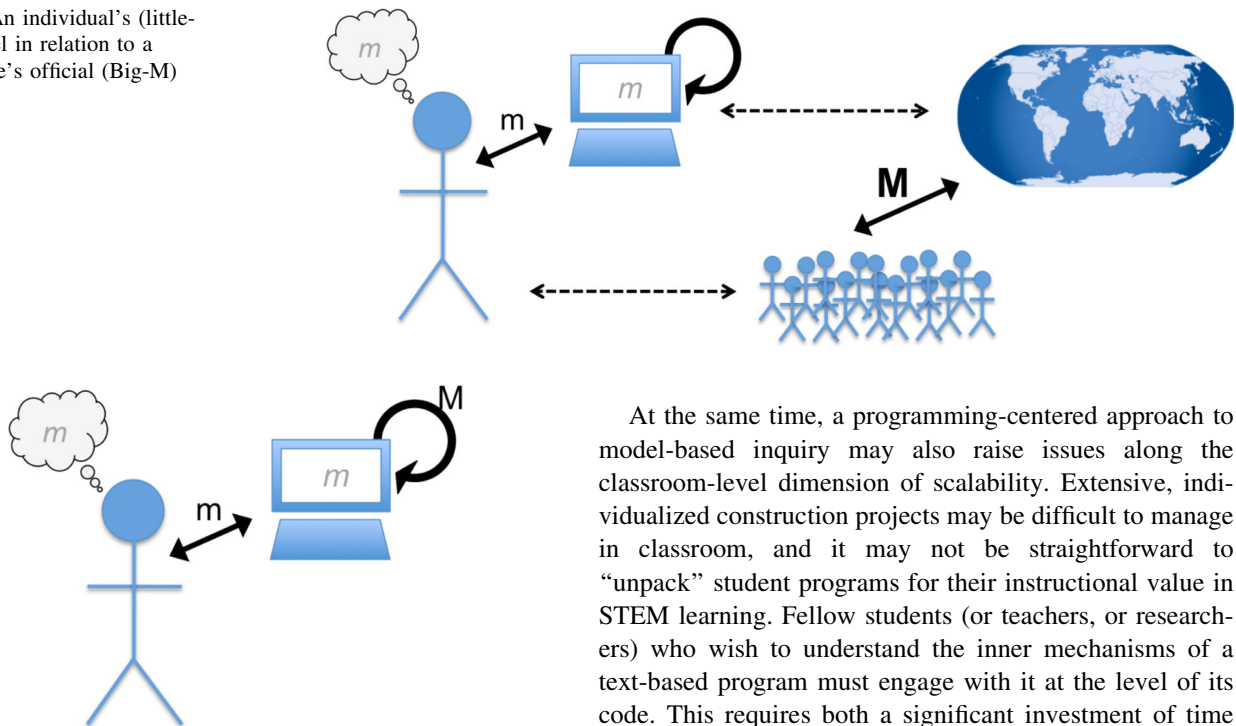 An individual's (little-
el in relation to a
e's official (Big-M)
m
m
m
M
m
m
m
M
At the same time, a programming-centered approach to
model-based inquiry may also raise issues along the
classroom-level dimension of scalability. Extensive, indi-
vidualized construction projects may be difficult to manage
in classroom, and it may not be straightforward to
“unpack” student programs for their instructional value in
STEM learning. Fellow students (or teachers, or research-
ers) who wish to understand the inner mechanisms of a
text-based program must engage with it at the level of its
code. This requires both a significant investment of time